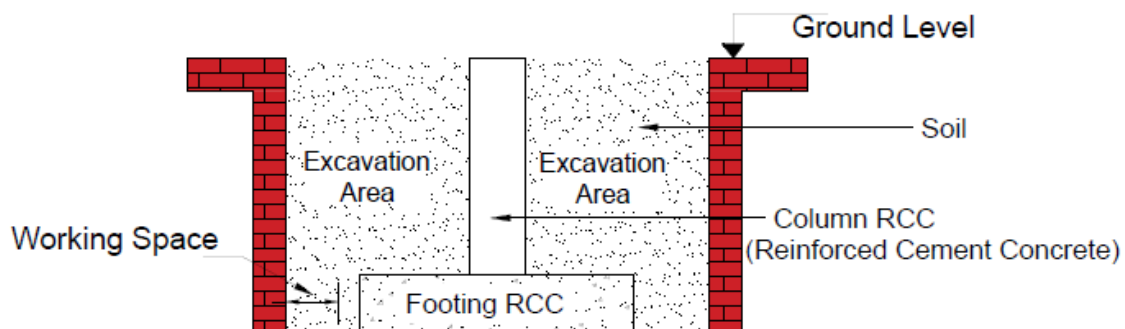 Ground Level
Soil
Excavation
Area
Excavation
Area
Column RCC
(Reinforced Cement Concrete)
Working Space
Footing RCC